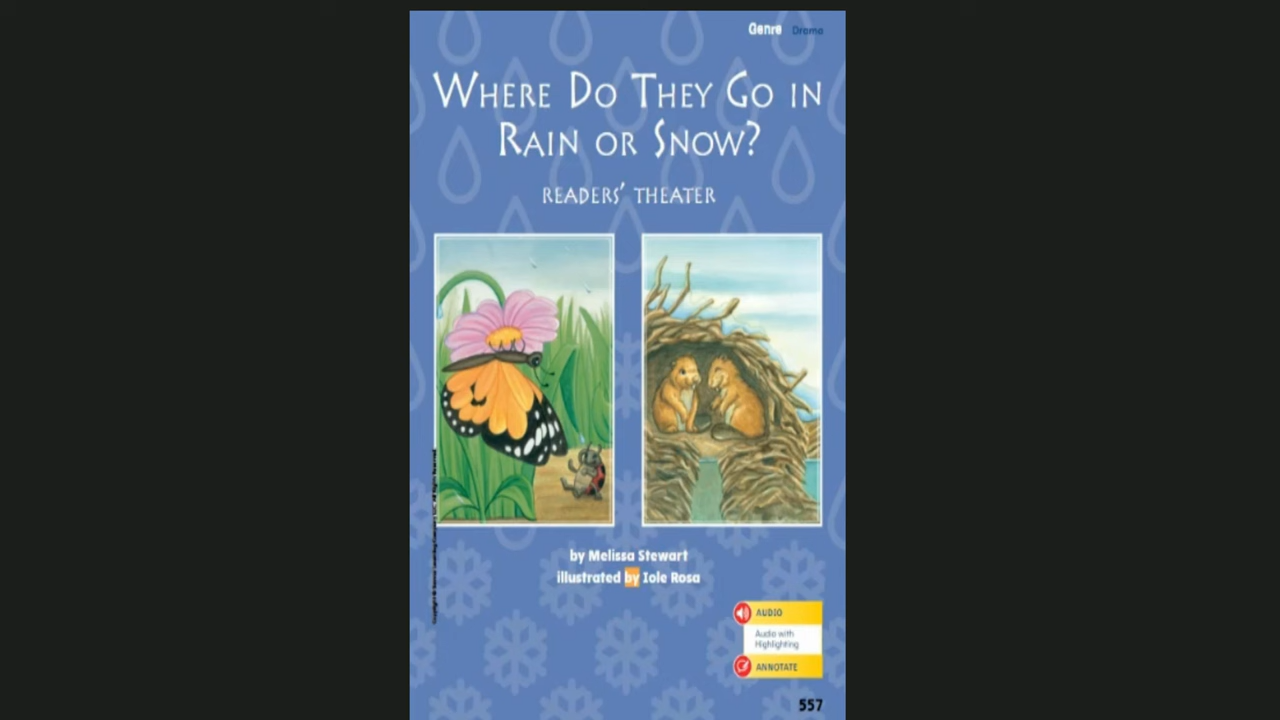 Genre Drama
WHERE DO THEY GO IN
RAIN OR SNOW?
READERS' THEATER
by Melissa Stewart
illustrated by Iole Rosa
AUDIO
Audio with
Highlighting
ANNOTATE
557